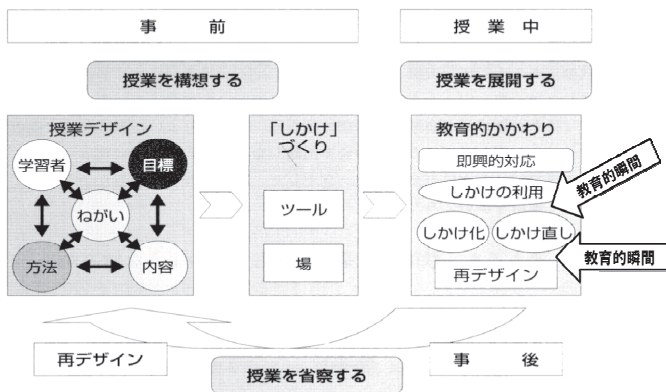 事前
授業中
授業を構想する
授業を展開する
授業デザイン
学習者
目標
ねがい
方法
内容
「しかけ」
づくり
ツール
場
教育的かかわり
即興的対応
しかけの利用
しかけ化
しかけ直し
再デザイン
教育的瞬間
教育的瞬間
再デザイン
授業を省察する
事後